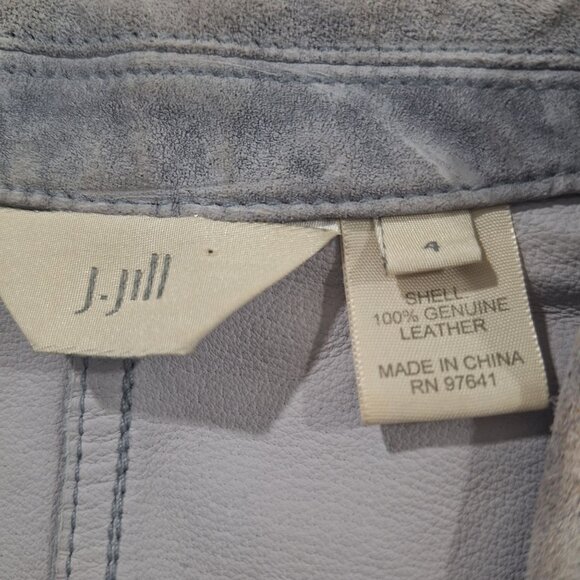 J.Jill
4
SHELL
100% GENUINE
LEATHER
MADE IN CHINA
RN 97641